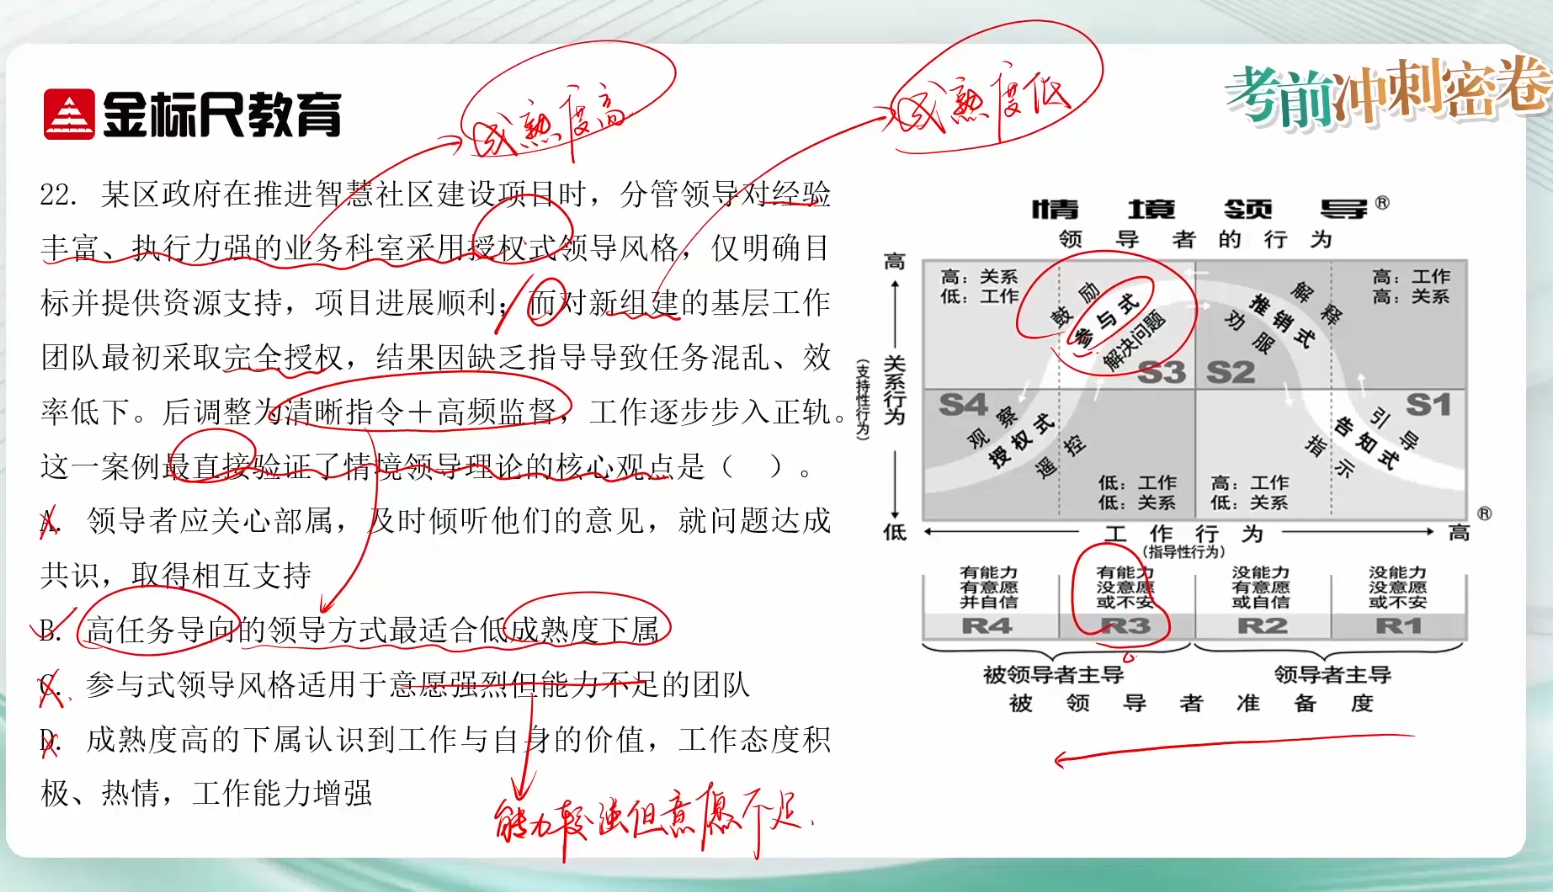 金标尺教育
考前冲刺密卷
成熟度高
成熟度低
22. 某区政府在推进智慧社区建设项目时，分管领导对经验
丰富、执行力强的业务科室采用授权式领导风格，仅明确目
标并提供资源支持，项目进展顺利；而对新组建的基层工作
团队最初采取完全授权，结果因缺乏指导导致任务混乱、效
率低下。后调整为清晰指令＋高频监督，工作逐步步入正轨。
这一案例最直接验证了情境领导理论的核心观点是（ ）。
A. 领导者应关心部属，及时倾听他们的意见，就问题达成
共识，取得相互支持
B. 高任务导向的领导方式最适合低成熟度下属
C. 参与式领导风格适用于意愿强烈但能力不足的团队
D. 成熟度高的下属认识到工作与自身的价值，工作态度积
极、热情，工作能力增强
能力较强但意愿不足.
情境领导®
领导者的行为
高
关系行为
（支持性行为）
低
高：关系
低：工作
鼓励
参与式
解决问题
S3
S2
解释
推销式
劝服
高：工作
高：关系
S4
观察
授权式
遥控
低：工作
低：关系
高：工作
低：关系
S1
引导
告知式
指示
®
工作行为
高
（指导性行为）
有能力
有意愿
并自信
R4
有能力
没意愿
或不安
R3
没能力
有意愿
或自信
R2
没能力
没意愿
或不安
R1
被领导者主导
领导者主导
被领导者准备度